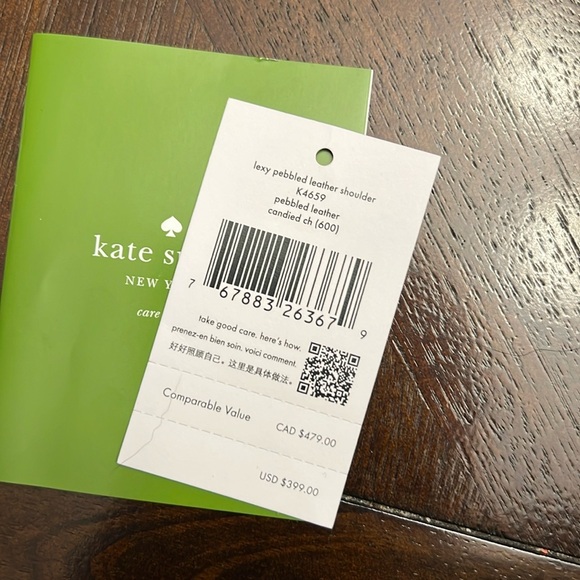 kate sp
NEW Y
care
lexy pebbled leather shoulder
K4659
pebbled leather
candied ch (600)
7 67883 26367 9
take good care. here's how.
prenez-en bien soin. voici comment.
好好照顾自己。这里是具体做法。
Comparable Value CAD $479.00
USD $399.00